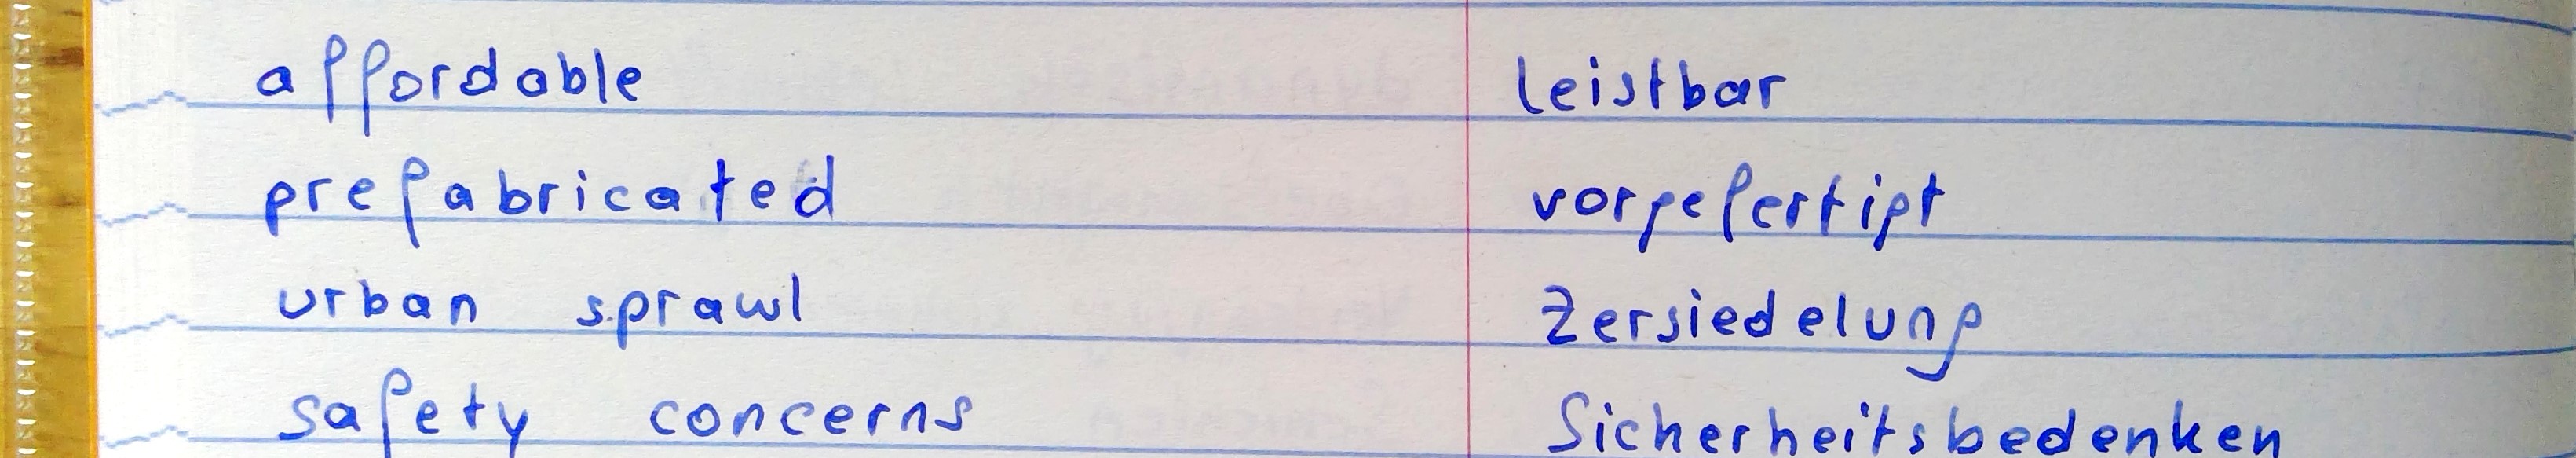 affordable leistbar
prefabricated vorgefertigt
urban sprawl Zersiedelung
safety concerns Sicherheitsbedenken